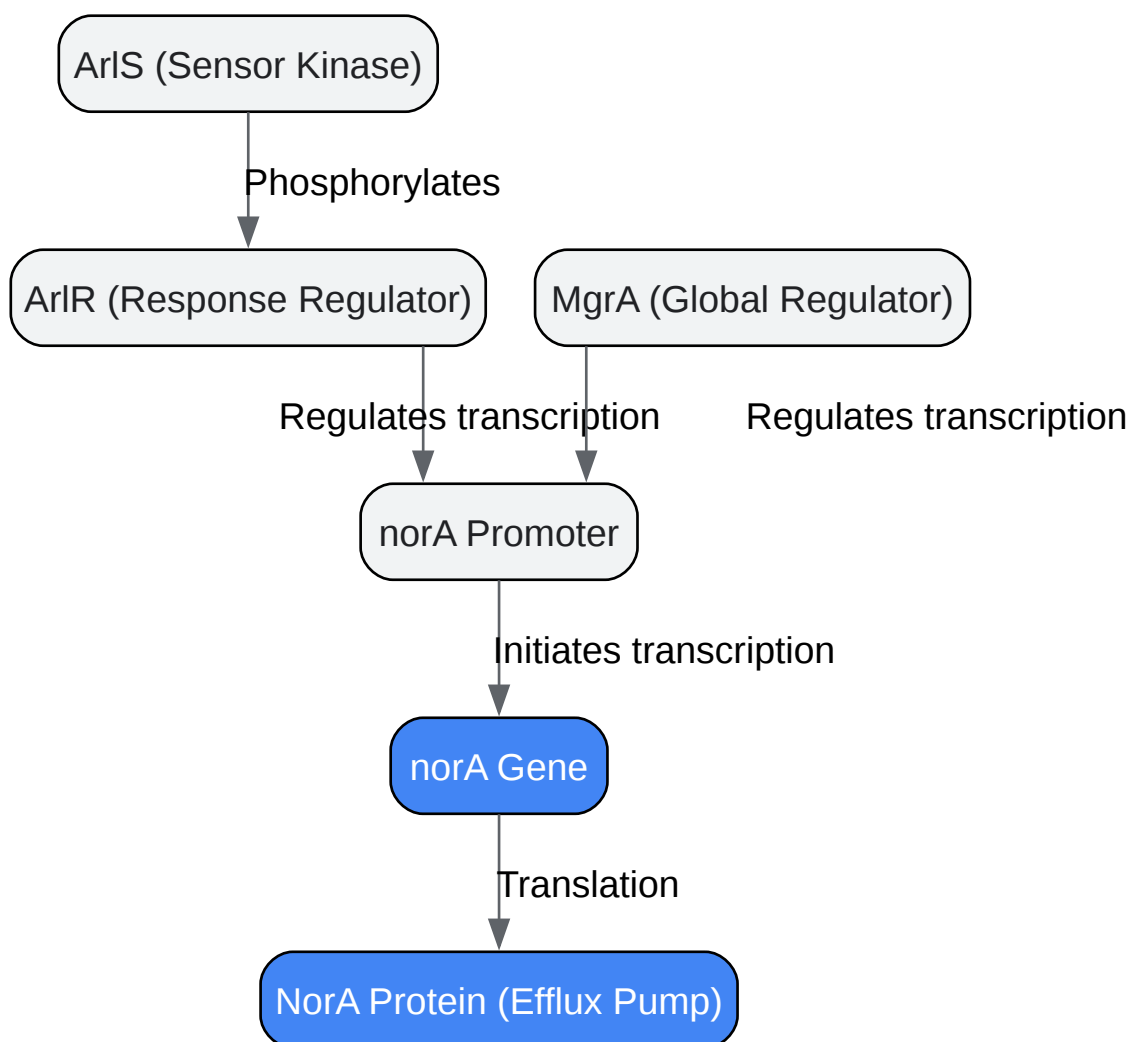 ArlS (Sensor Kinase)
Phosphorylates
ArlR (Response Regulator)
MgrA (Global Regulator)
Regulates transcription
Regulates transcription
norA Promoter
Initiates transcription
norA Gene
Translation
NorA Protein (Efflux Pump)